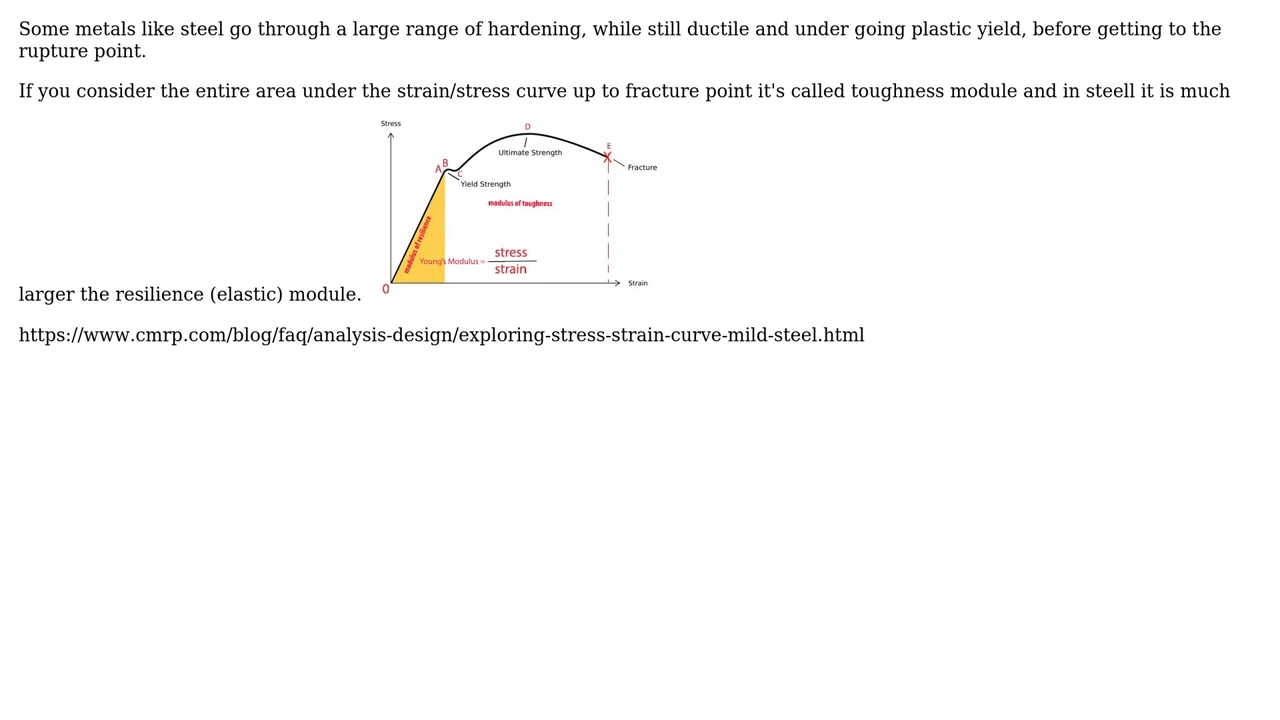 Some metals like steel go through a large range of hardening, while still ductile and under going plastic yield, before getting to the
rupture point.
If you consider the entire area under the strain/stress curve up to fracture point it's called toughness module and in steell it is much
Stress
D
Ultimate Strength
E
Fracture
A
B
C
Yield Strength
modulus of toughness
modulus of resilience
Young's Modulus =
stress
strain
0
Strain
larger the resilience (elastic) module.
https://www.cmrp.com/blog/faq/analysis-design/exploring-stress-strain-curve-mild-steel.html